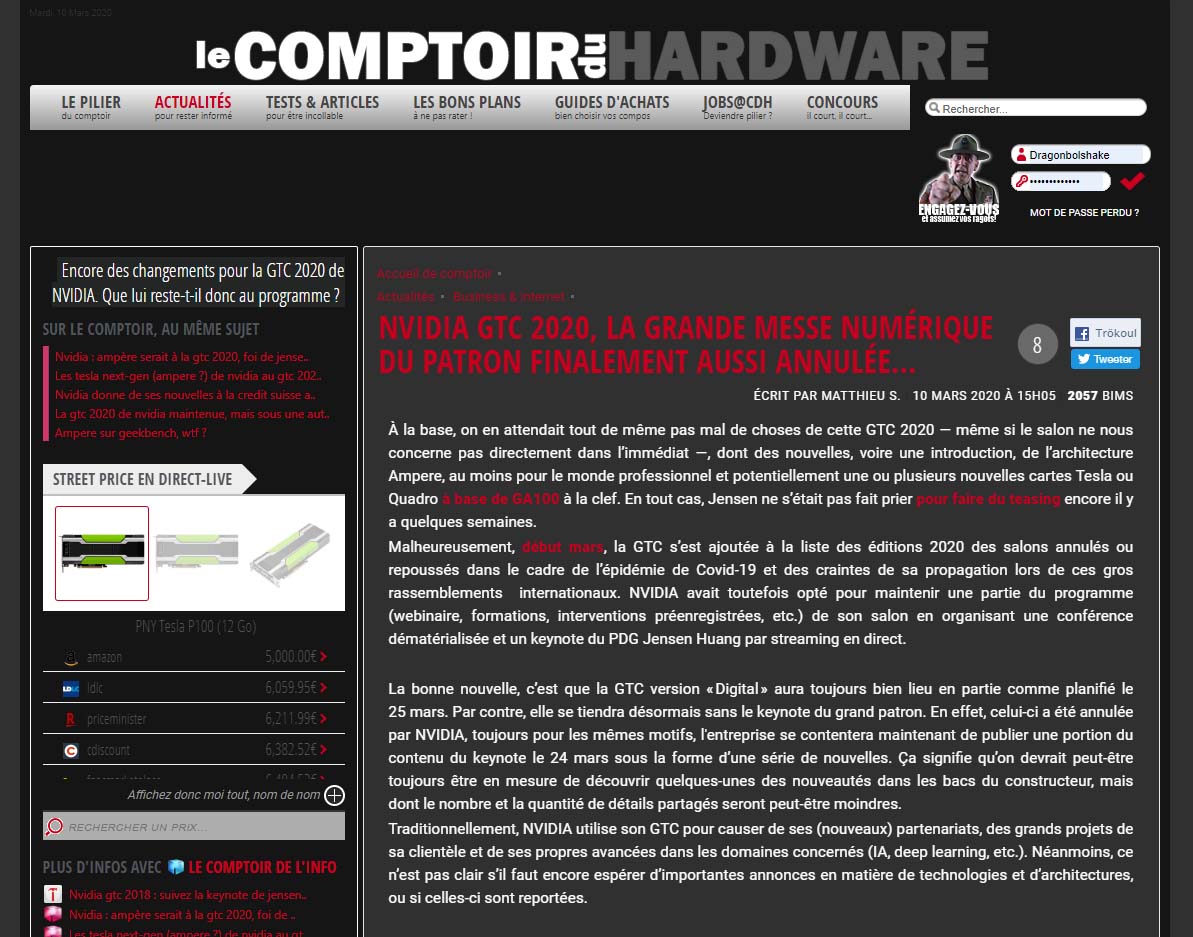 Mardi 10 Mars 2020
le COMPTOIR du HARDWARE
LE PILIER
du comptoir
ACTUALITÉS
pour rester informé
TESTS & ARTICLES
pour être incollable
LES BONS PLANS
à ne pas rater !
GUIDES D'ACHATS
bien choisir vos compos
JOBS@CDH
Deviendre pilier ?
CONCOURS
il court, il court...
Rechercher...
Dragonbolshake
•••••••••••••
MOT DE PASSE PERDU ?
ENGAGEZ-VOUS
et assumez vos ragots!
Encore des changements pour la GTC 2020 de
NVIDIA. Que lui reste-t-il donc au programme ?
SUR LE COMPTOIR, AU MÊME SUJET
Nvidia : ampère serait à la gtc 2020, foi de jense..
Les tesla next-gen (ampere ?) de nvidia au gtc 202..
Nvidia donne de ses nouvelles à la credit suisse a..
La gtc 2020 de nvidia maintenue, mais sous une aut..
Ampere sur geekbench, wtf ?
STREET PRICE EN DIRECT-LIVE
PNY Tesla P100 (12 Go)
amazon 5,000.00€
LDLC ldlc 6,059.95€
priceminister 6,211.99€
cdiscount 6,382.52€
Affichez donc moi tout, nom de nom
RECHERCHER UN PRIX...
PLUS D'INFOS AVEC LE COMPTOIR DE L'INFO
Nvidia gtc 2018 : suivez la keynote de jensen..
Nvidia : ampère serait à la gtc 2020, foi de ..
Les tesla next-gen (ampere ?) de nvidia au gt..
Accueil de comptoir •
Actualités • Business & Internet •
NVIDIA GTC 2020, LA GRANDE MESSE NUMÉRIQUE
DU PATRON FINALEMENT AUSSI ANNULÉE...
8
Trökoul
Tweeter
ÉCRIT PAR MATTHIEU S. 10 MARS 2020 À 15H05 2057 BIMS
À la base, on en attendait tout de même pas mal de choses de cette GTC 2020 — même si le salon ne nous
concerne pas directement dans l’immédiat —, dont des nouvelles, voire une introduction, de l’architecture
Ampere, au moins pour le monde professionnel et potentiellement une ou plusieurs nouvelles cartes Tesla ou
Quadro à base de GA100 à la clef. En tout cas, Jensen ne s’était pas fait prier pour faire du teasing encore il y
a quelques semaines.
Malheureusement, début mars, la GTC s’est ajoutée à la liste des éditions 2020 des salons annulés ou
repoussés dans le cadre de l’épidémie de Covid-19 et des craintes de sa propagation lors de ces gros
rassemblements internationaux. NVIDIA avait toutefois opté pour maintenir une partie du programme
(webinaire, formations, interventions préenregistrées, etc.) de son salon en organisant une conférence
dématérialisée et un keynote du PDG Jensen Huang par streaming en direct.
La bonne nouvelle, c’est que la GTC version « Digital » aura toujours bien lieu en partie comme planifié le
25 mars. Par contre, elle se tiendra désormais sans le keynote du grand patron. En effet, celui-ci a été annulée
par NVIDIA, toujours pour les mêmes motifs, l'entreprise se contentera maintenant de publier une portion du
contenu du keynote le 24 mars sous la forme d’une série de nouvelles. Ça signifie qu’on devrait peut-être
toujours être en mesure de découvrir quelques-unes des nouveautés dans les bacs du constructeur, mais
dont le nombre et la quantité de détails partagés seront peut-être moindres.
Traditionnellement, NVIDIA utilise son GTC pour causer de ses (nouveaux) partenariats, des grands projets de
sa clientèle et de ses propres avancées dans les domaines concernés (IA, deep learning, etc.). Néanmoins, ce
n’est pas clair s’il faut encore espérer d’importantes annonces en matière de technologies et d’architectures,
ou si celles-ci sont reportées.